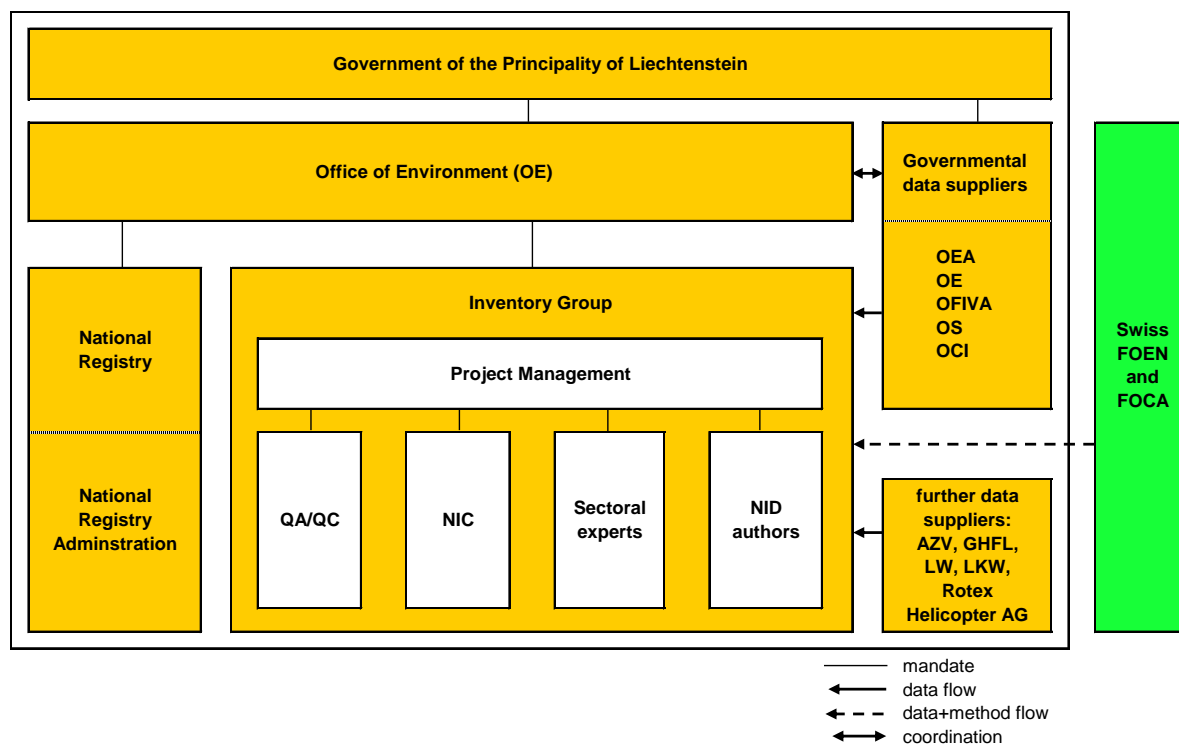 Government of the Principality of Liechtenstein
Office of Environment (OE)
Governmental
data suppliers
OEA
OE
OFIVA
OS
OCI
National
Registry
National
Registry
Adminstration
Inventory Group
Project Management
QA/QC
NIC
Sectoral
experts
NID
authors
further data
suppliers:
AZV, GHFL,
LW, LKW,
Rotex
Helicopter AG
Swiss
FOEN
and
FOCA
mandate
data flow
data+method flow
coordination